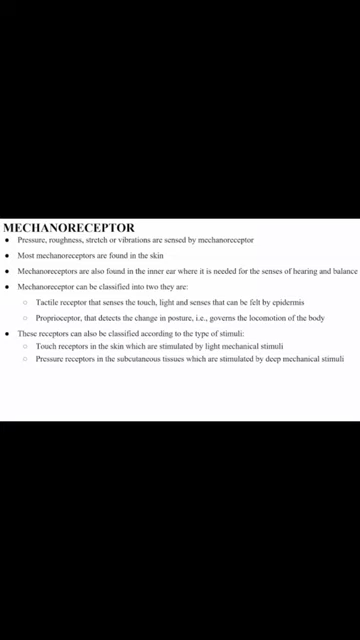 MECHANORECEPTOR
● Pressure, roughness, stretch or vibrations are sensed by mechanoreceptor
● Most mechanoreceptors are found in the skin
● Mechanoreceptors are also found in the inner ear where it is needed for the senses of hearing and balance
● Mechanoreceptor can be classified into two they are:
○ Tactile receptor that senses the touch, light and senses that can be felt by epidermis
○ Proprioceptor, that detects the change in posture, i.e., governs the locomotion of the body
● These receptors can also be classified according to the type of stimuli:
○ Touch receptors in the skin which are stimulated by light mechanical stimuli
○ Pressure receptors in the subcutaneous tissues which are stimulated by deep mechanical stimuli